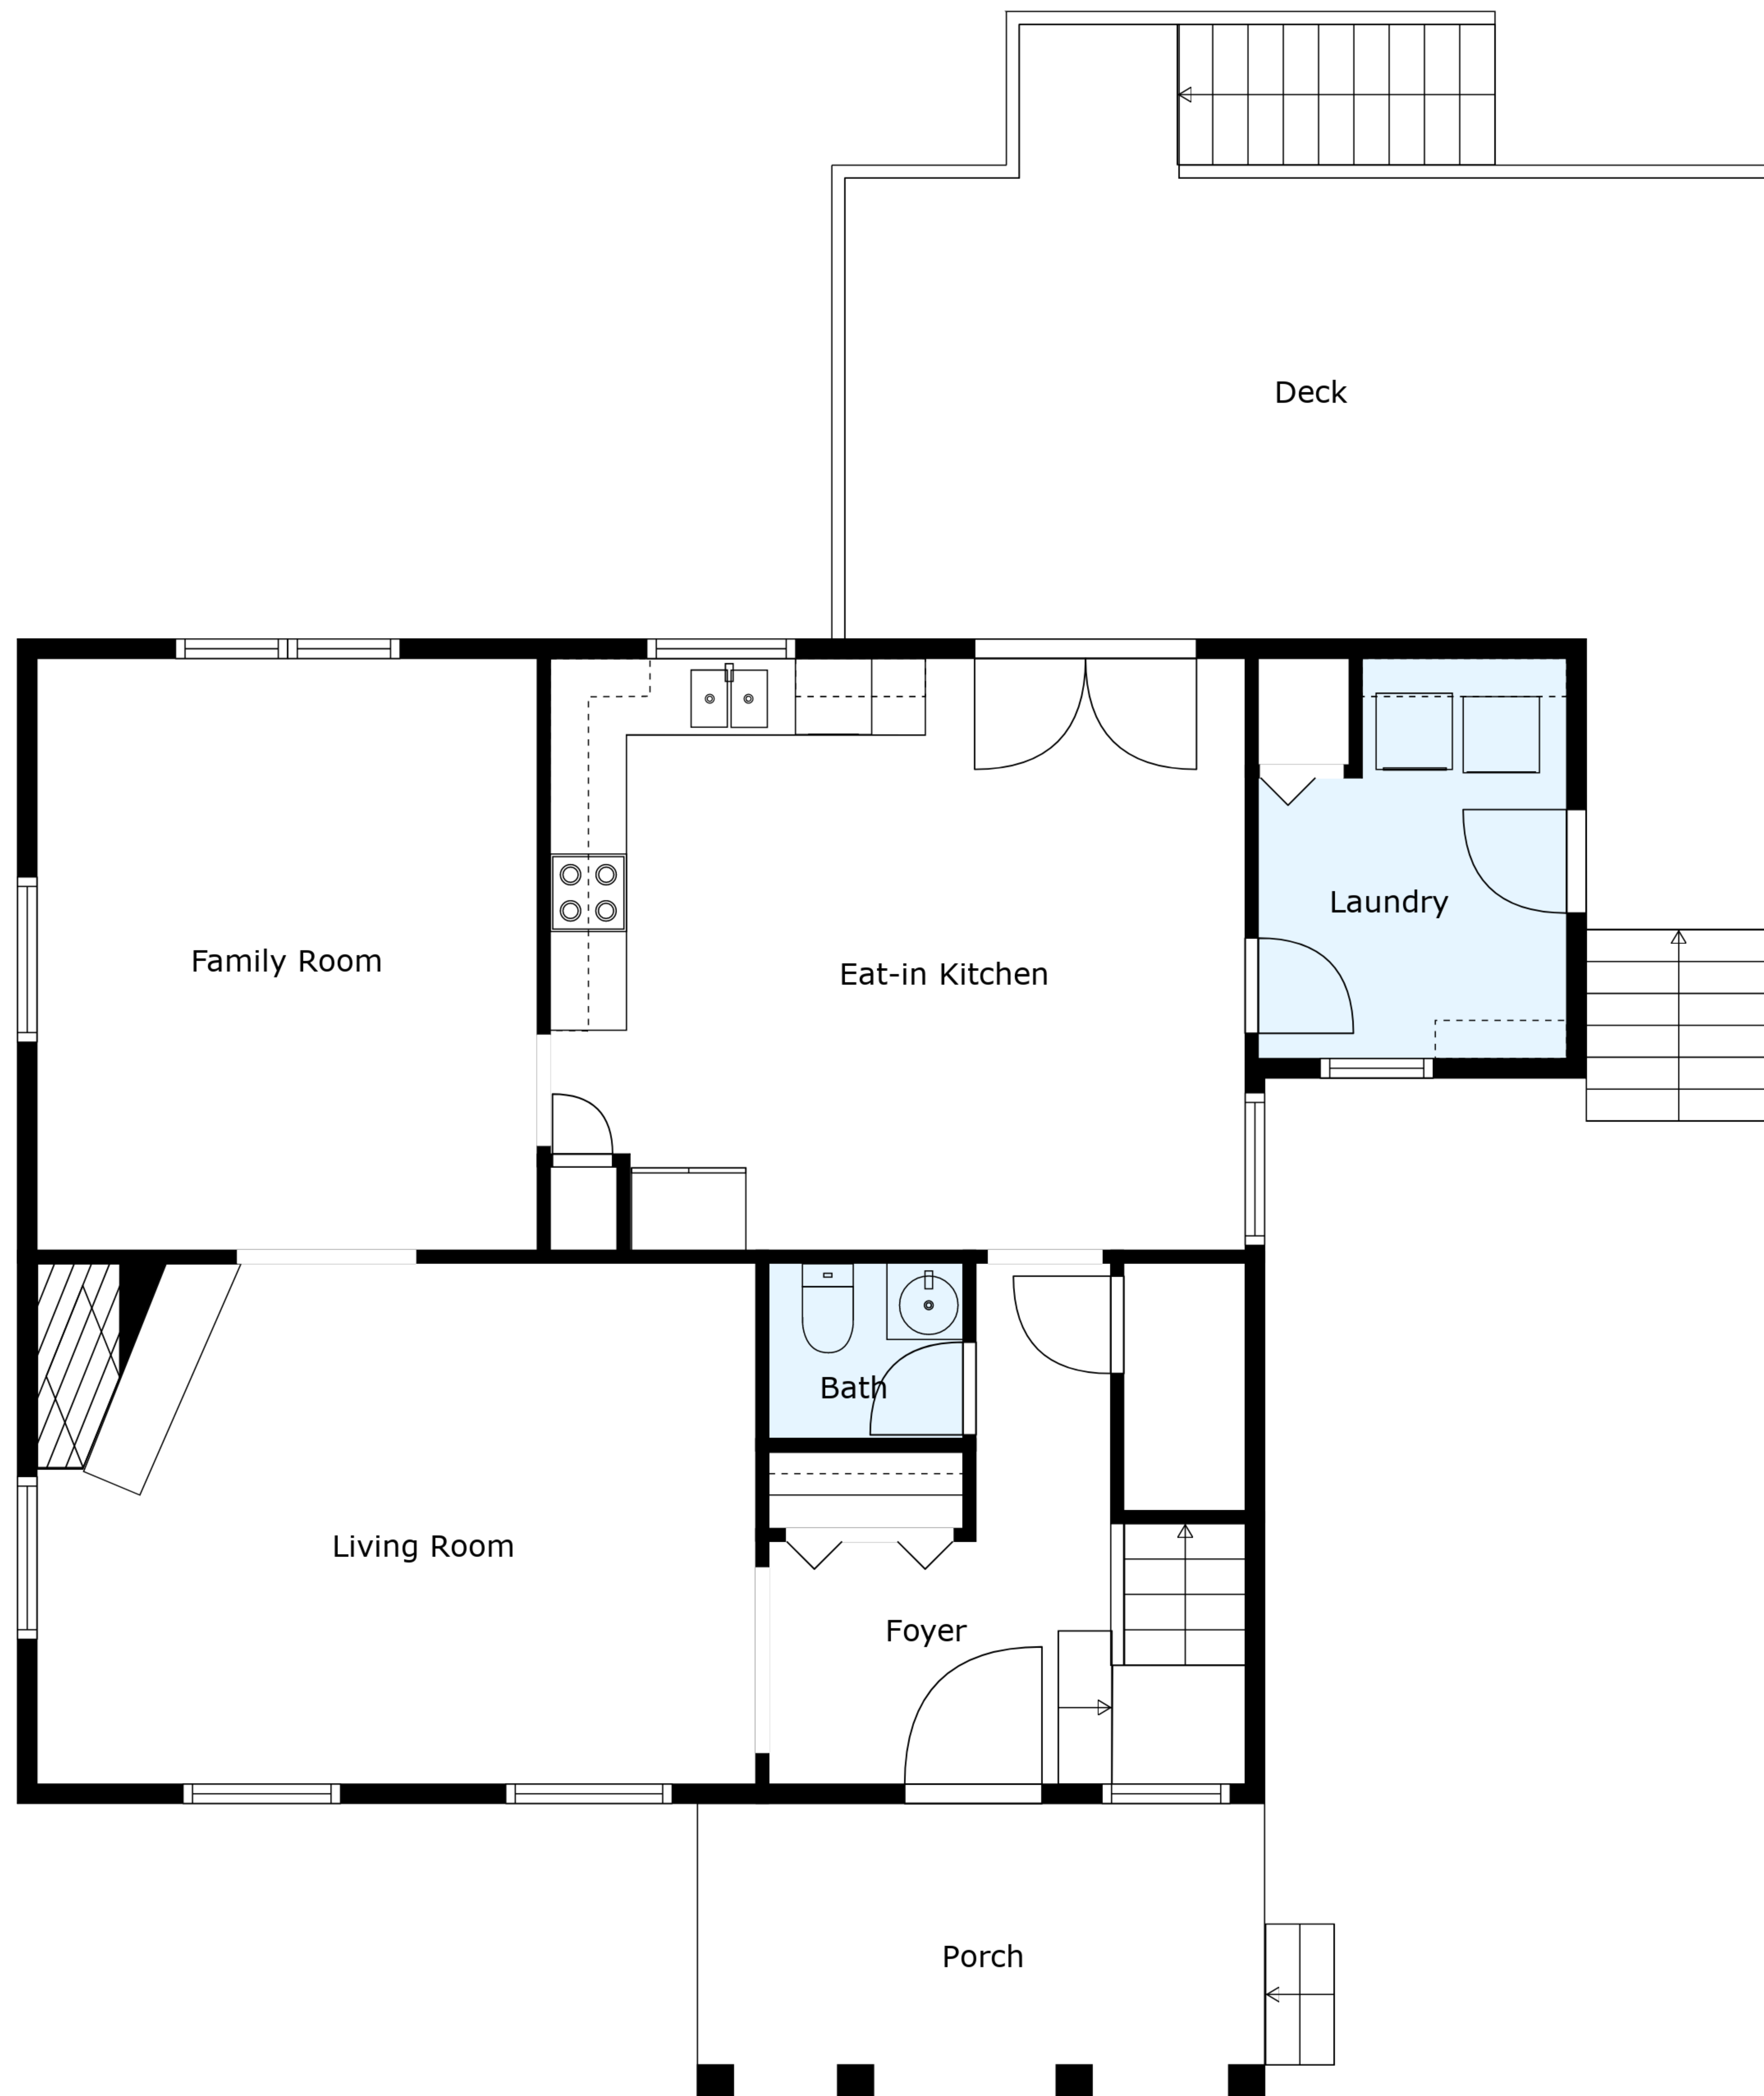 Deck
Laundry
Family Room
Eat-in Kitchen
Bath
Living Room
Foyer
Porch